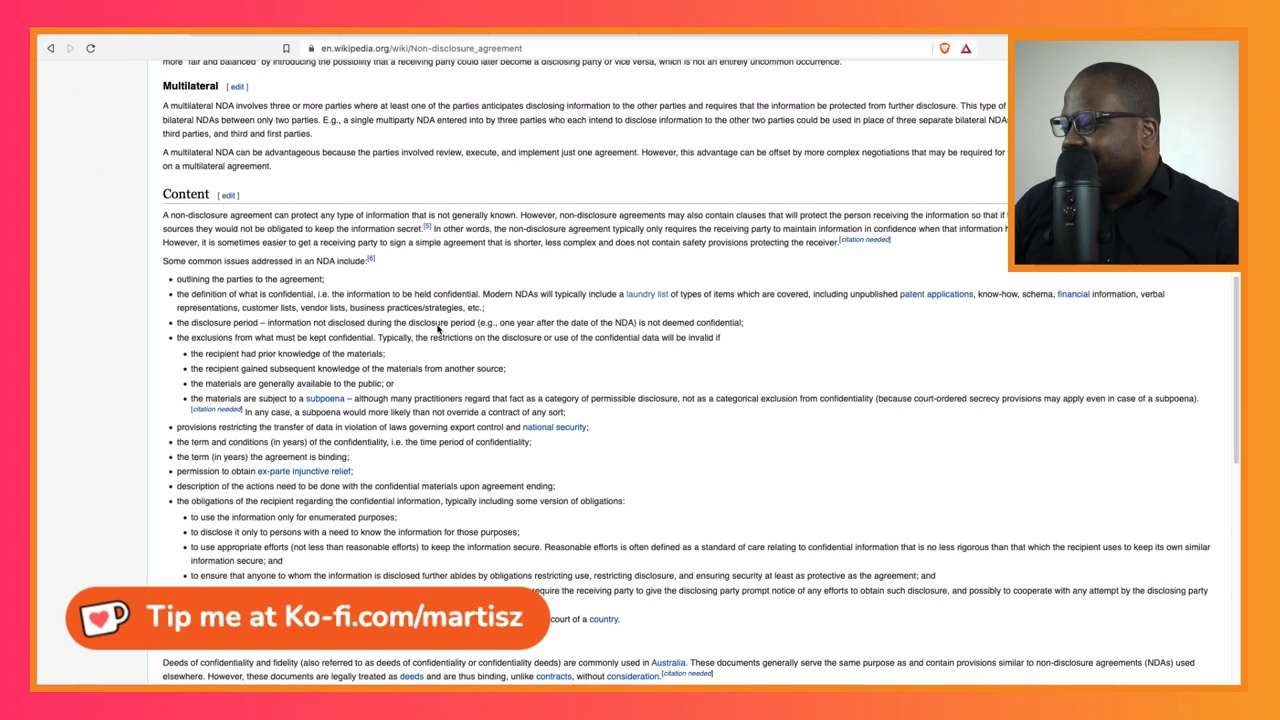 en.wikipedia.org/wiki/Non-disclosure_agreement
more "fair and balanced" by introducing the possibility that a receiving party could later become a disclosing party or vice versa, which is not an entirely uncommon occurrence.
Multilateral [ edit ]
A multilateral NDA involves three or more parties where at least one of the parties anticipates disclosing information to the other parties and requires that the information be protected from further disclosure. This type of
bilateral NDAs between only two parties. E.g., a single multiparty NDA entered into by three parties who each intend to disclose information to the other two parties could be used in place of three separate bilateral NDA
third parties, and third and first parties.
A multilateral NDA can be advantageous because the parties involved review, execute, and implement just one agreement. However, this advantage can be offset by more complex negotiations that may be required for
on a multilateral agreement.
Content [ edit ]
A non-disclosure agreement can protect any type of information that is not generally known. However, non-disclosure agreements may also contain clauses that will protect the person receiving the information so that if
sources they would not be obligated to keep the information secret.[5] In other words, the non-disclosure agreement typically only requires the receiving party to maintain information in confidence when that information
However, it is sometimes easier to get a receiving party to sign a simple agreement that is shorter, less complex and does not contain safety provisions protecting the receiver.[citation needed]
Some common issues addressed in an NDA include:[6]
• outlining the parties to the agreement;
• the definition of what is confidential, i.e. the information to be held confidential. Modern NDAs will typically include a laundry list of types of items which are covered, including unpublished patent applications, know-how, schema, financial information, verbal
representations, customer lists, vendor lists, business practices/strategies, etc.;
• the disclosure period – information not disclosed during the disclosure period (e.g., one year after the date of the NDA) is not deemed confidential;
• the exclusions from what must be kept confidential. Typically, the restrictions on the disclosure or use of the confidential data will be invalid if
• the recipient had prior knowledge of the materials;
• the recipient gained subsequent knowledge of the materials from another source;
• the materials are generally available to the public; or
• the materials are subject to a subpoena – although many practitioners regard that fact as a category of permissible disclosure, not as a categorical exclusion from confidentiality (because court-ordered secrecy provisions may apply even in case of a subpoena).
[citation needed] In any case, a subpoena would more likely than not override a contract of any sort;
• provisions restricting the transfer of data in violation of laws governing export control and national security;
• the term and conditions (in years) of the confidentiality, i.e. the time period of confidentiality;
• the term (in years) the agreement is binding;
• permission to obtain ex-parte injunctive relief;
• description of the actions need to be done with the confidential materials upon agreement ending;
• the obligations of the recipient regarding the confidential information, typically including some version of obligations:
• to use the information only for enumerated purposes;
• to disclose it only to persons with a need to know the information for those purposes;
• to use appropriate efforts (not less than reasonable efforts) to keep the information secure. Reasonable efforts is often defined as a standard of care relating to confidential information that is no less rigorous than that which the recipient uses to keep its own similar
information secure; and
• to ensure that anyone to whom the information is disclosed further abides by obligations restricting use, restricting disclosure, and ensuring security at least as protective as the agreement; and
require the receiving party to give the disclosing party prompt notice of any efforts to obtain such disclosure, and possibly to cooperate with any attempt by the disclosing party
Tip me at Ko-fi.com/martisz
court of a country.
Deeds of confidentiality and fidelity (also referred to as deeds of confidentiality or confidentiality deeds) are commonly used in Australia. These documents generally serve the same purpose as and contain provisions similar to non-disclosure agreements (NDAs) used
elsewhere. However, these documents are legally treated as deeds and are thus binding, unlike contracts, without consideration.[citation needed]